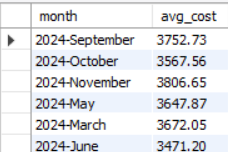 month avg_cost
2024-September 3752.73
2024-October 3567.56
2024-November 3806.65
2024-May 3647.87
2024-March 3672.05
2024-June 3471.20